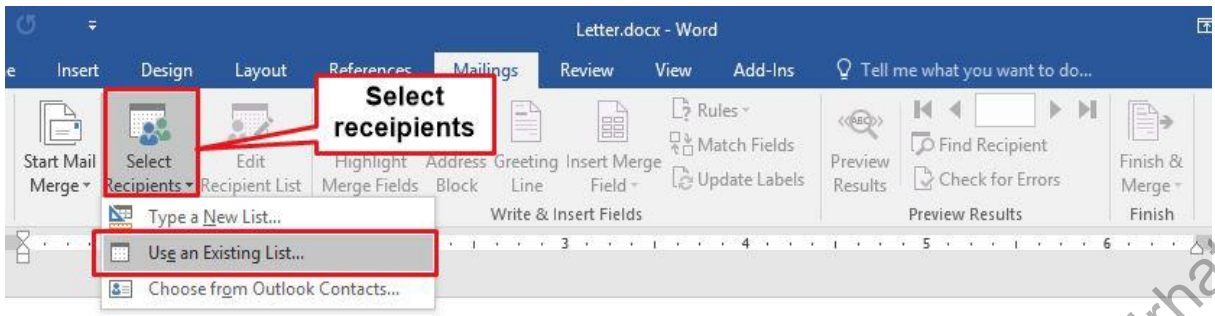 Letter.docx - Word
e Insert Design Layout References Mailings Review View Add-Ins Tell me what you want to do...
Select
receipients
Start Mail
Merge
Select
Recipients
Edit
Recipient List
Highlight
Merge Fields
Address
Block
Greeting
Line
Insert Merge
Field
Rules
Match Fields
Update Labels
Write & Insert Fields
ABC
Preview
Results
Find Recipient
Check for Errors
Preview Results
Finish &
Merge
Finish
Type a New List...
Use an Existing List...
Choose from Outlook Contacts...
3 4 5 6